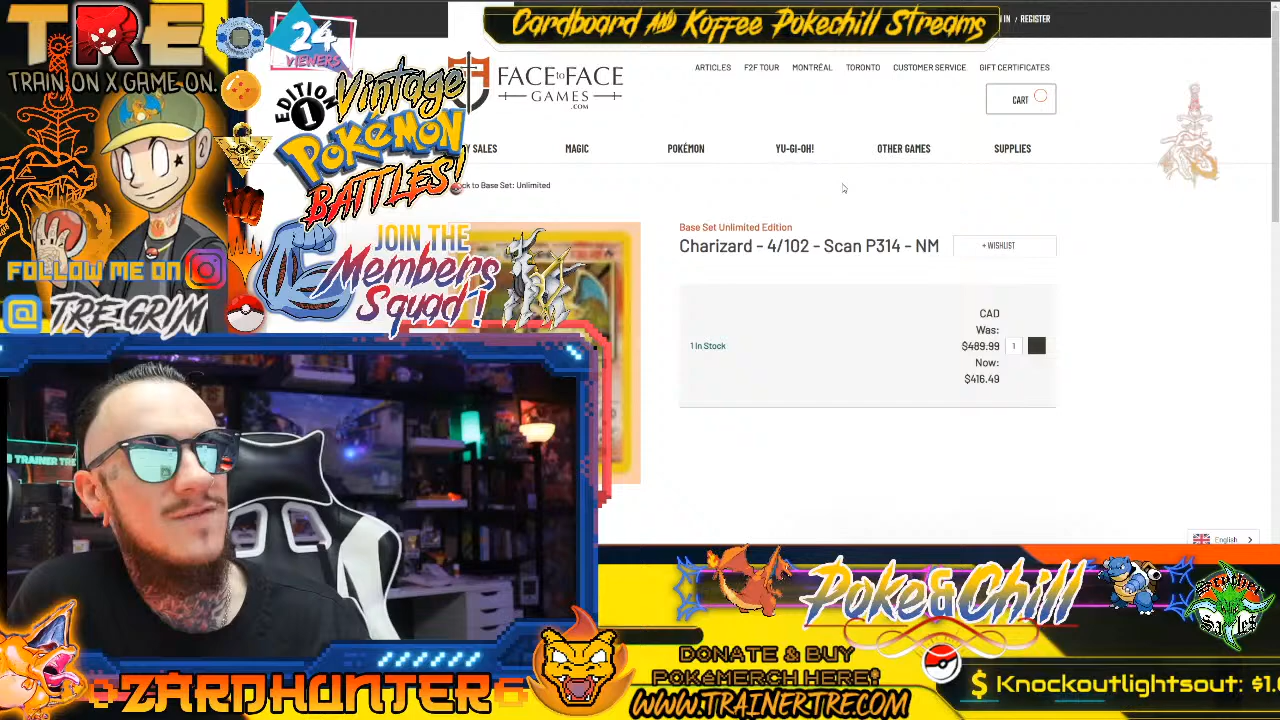 TRE
TRAIN ON X GAME ON.
FOLLOW ME ON
@TRE.GRIM
24
VIEWERS
EDITION 1
Vintage
Pokémon
BATTLES!
JOIN THE
Members
Squad!
Cardboard AND Koffee Pokechill Streams
IN / REGISTER
ARTICLES F2F TOUR MONTRÉAL TORONTO CUSTOMER SERVICE GIFT CERTIFICATES
FACE to FACE
GAMES
.COM
CART
SALES MAGIC POKÉMON YU-GI-OH! OTHER GAMES SUPPLIES
to Base Set: Unlimited
Base Set Unlimited Edition
Charizard - 4/102 - Scan P314 - NM
+ WISHLIST
CAD
Was:
1 In Stock $489.99 1
Now:
$416.49
English
TRAINER TRE
Poke&Chill
DONATE & BUY
POKéMERCH HERE!
WWW.TRAINERTRE.COM
ZARDHUNTER
$ Knockoutlightsout: $1.